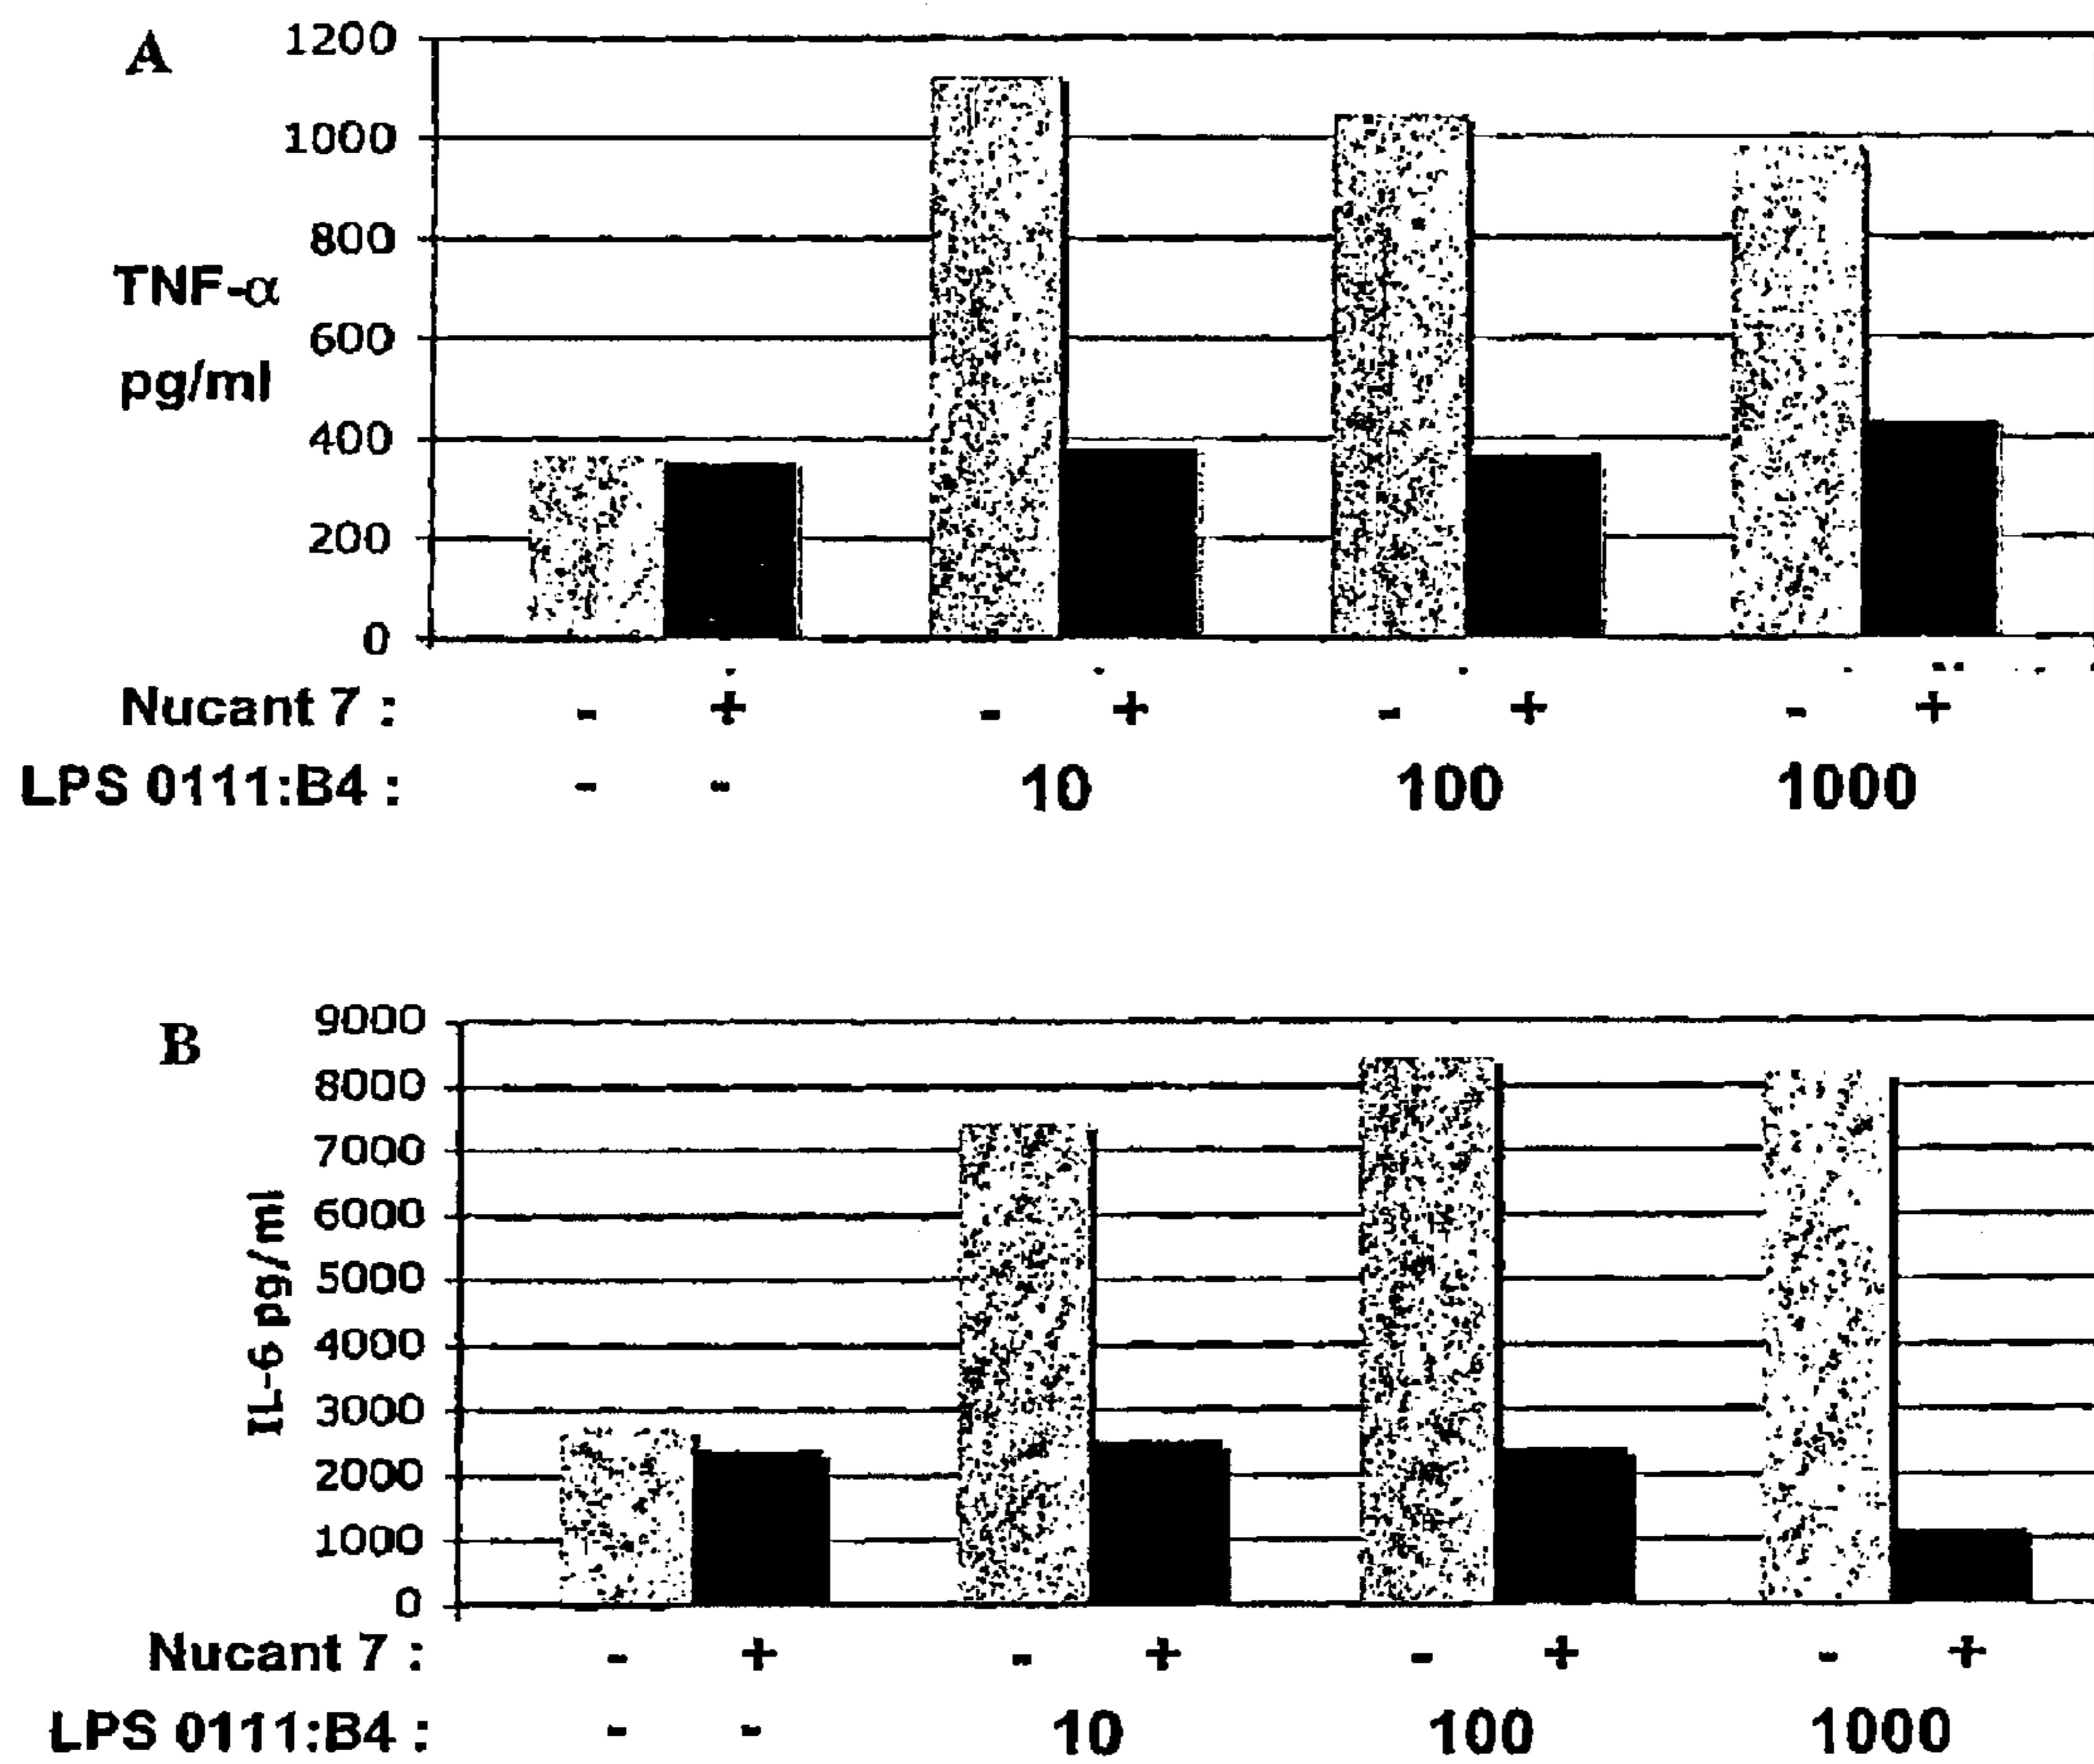 A
1200
1000
800
600
400
200
0
TNF-α
pg/ml
Nucant 7 : - + - + - + - +
LPS 0111:B4 : - - 10 100 1000
B
9000
8000
7000
6000
5000
4000
3000
2000
1000
0
IL-6 pg/ml
Nucant 7 : - + - + - + - +
LPS 0111:B4 : - - 10 100 1000